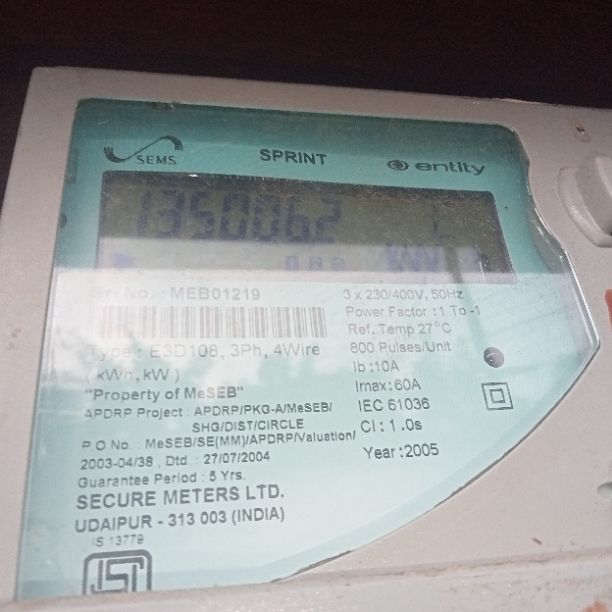 SEMS
SPRINT
entity
1350062
Sr. No. : MEB01219
Type : E3D108, 3Ph, 4Wire
( kWh, kW )
"Property of MeSEB"
APDRP Project : APDRP/PKG-A/MeSEB/
SHG/DIST/CIRCLE
P O No. : MeSEB/SE(MM)/APDRP/Valuation/
2003-04/38 , Dtd. : 27/07/2004
Guarantee Period : 5 Yrs.
SECURE METERS LTD.
UDAIPUR - 313 003 (INDIA)
IS 13779
3 x 230/400V, 50Hz
Power Factor :1 To -1
Ref. Temp 27°C
800 Pulses/Unit
Ib :10A
Imax:60A
IEC 61036
Cl: 1.0s
Year :2005